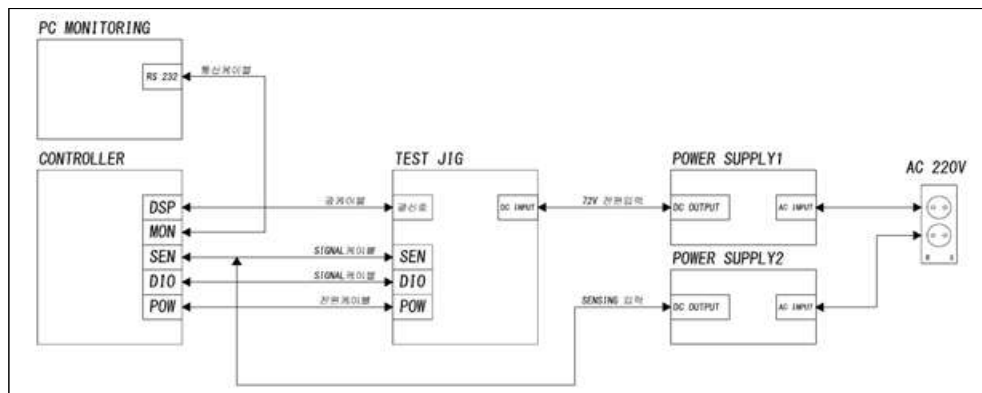 PC MONITORING
RS 232
통신케이블
CONTROLLER
TEST JIG
POWER SUPPLY1
AC 220V
DSP
광케이블
광신호
DC INPUT
72V 전원입력
DC OUTPUT
AC INPUT
MON
SEN
SIGNAL케이블
SEN
POWER SUPPLY2
DIO
SIGNAL케이블
DIO
POW
전원케이블
POW
SENSING 입력
DC OUTPUT
AC INPUT